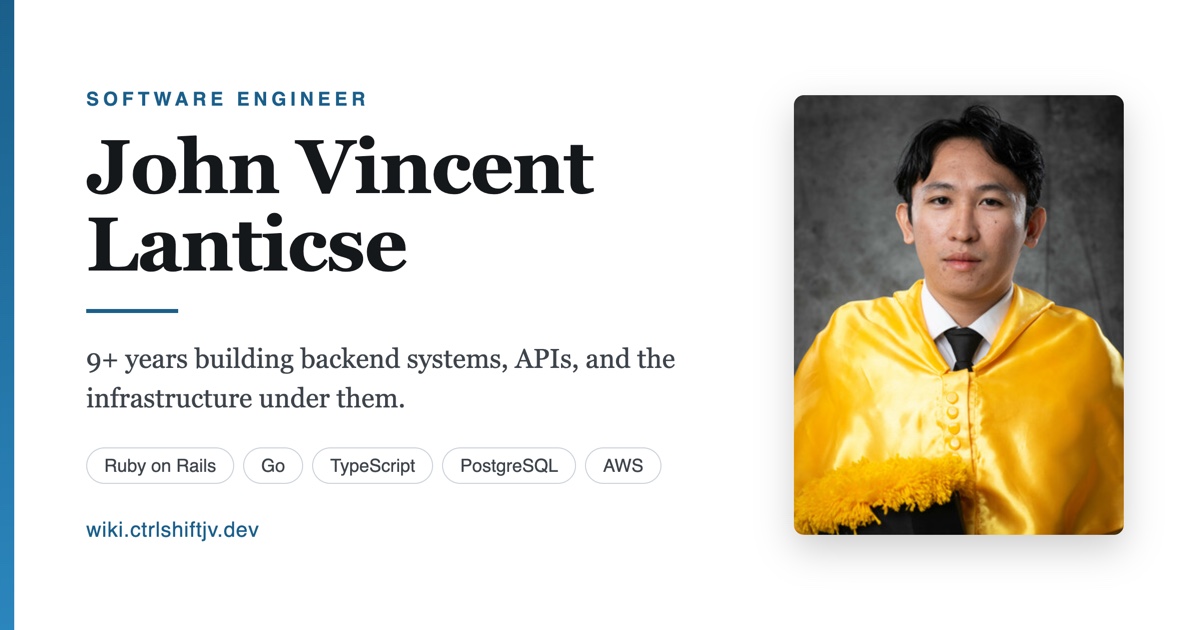 SOFTWARE ENGINEER
John Vincent
Lanticse
9+ years building backend systems, APIs, and the
infrastructure under them.
Ruby on Rails Go TypeScript PostgreSQL AWS
wiki.ctrlshiftjv.dev